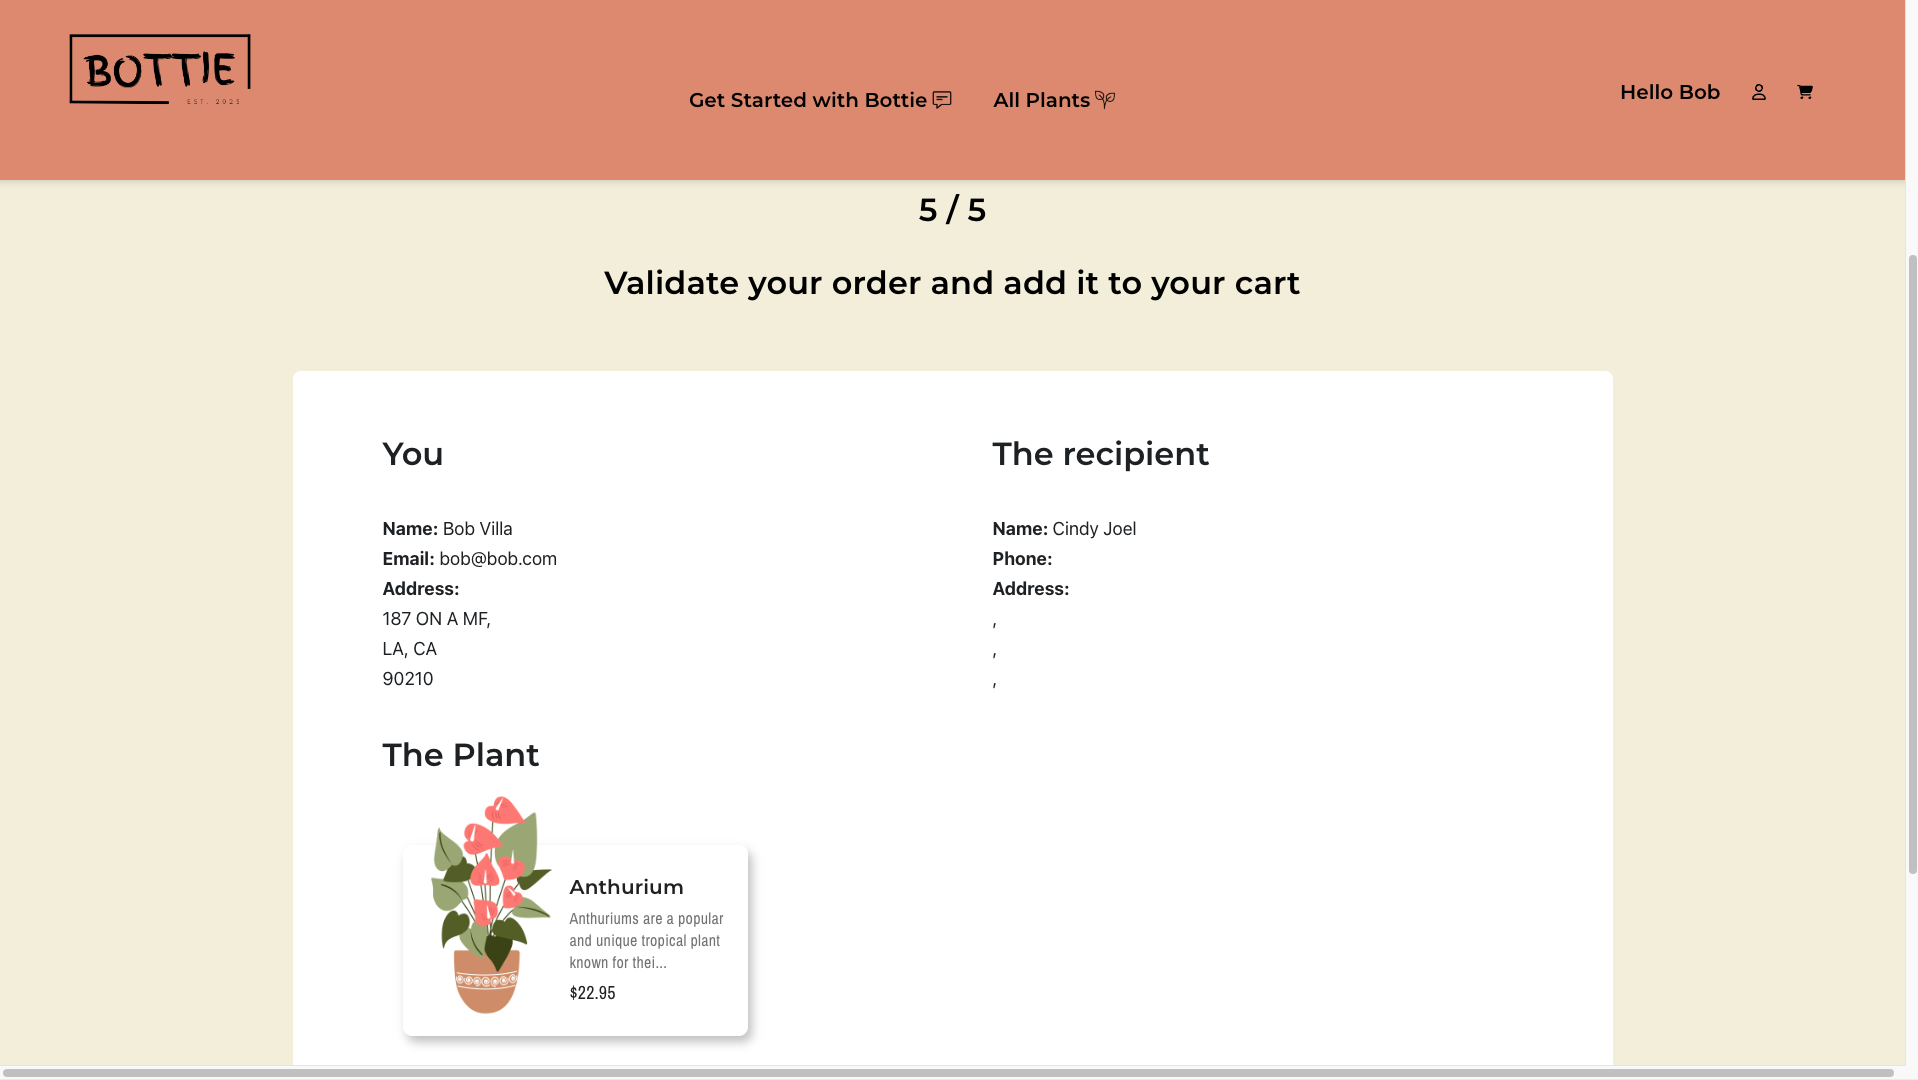 BOTTIE
EST. 2023
Get Started with Bottie
All Plants
Hello Bob
5 / 5
Validate your order and add it to your cart
You
Name: Bob Villa
Email: bob@bob.com
Address:
187 ON A MF,
LA, CA
90210
The recipient
Name: Cindy Joel
Phone:
Address:
,
,
,
The Plant
Anthurium
Anthuriums are a popular
and unique tropical plant
known for thei...
$22.95